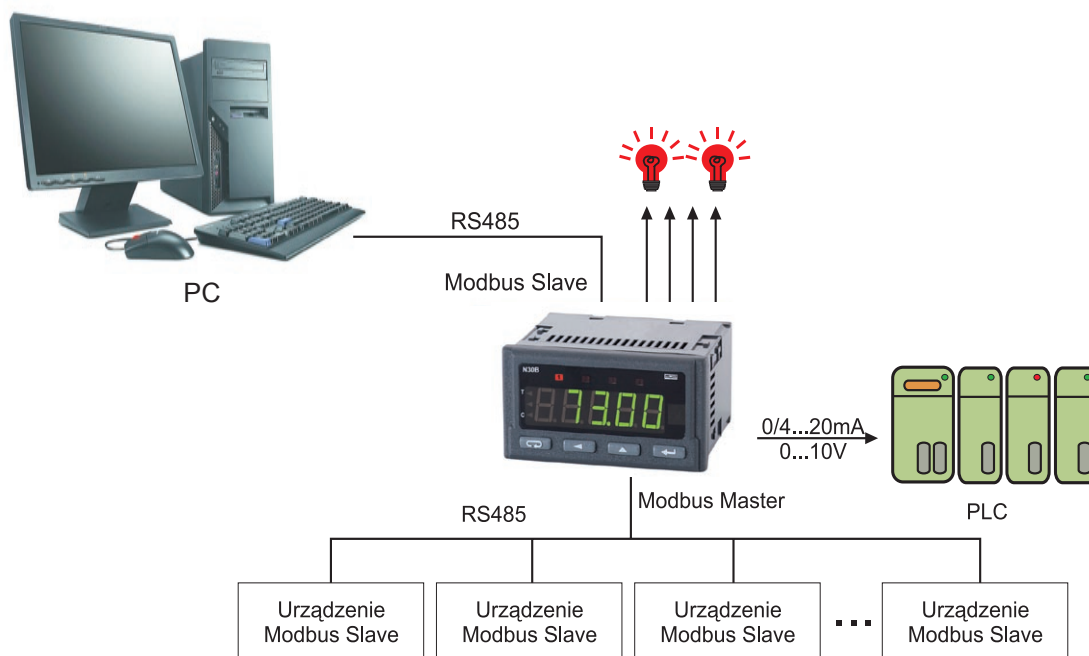 PC
RS485
Modbus Slave
N30B
1
73.00
0/4...20mA
0...10V
PLC
Modbus Master
RS485
Urządzenie
Modbus Slave
Urządzenie
Modbus Slave
Urządzenie
Modbus Slave
...
Urządzenie
Modbus Slave